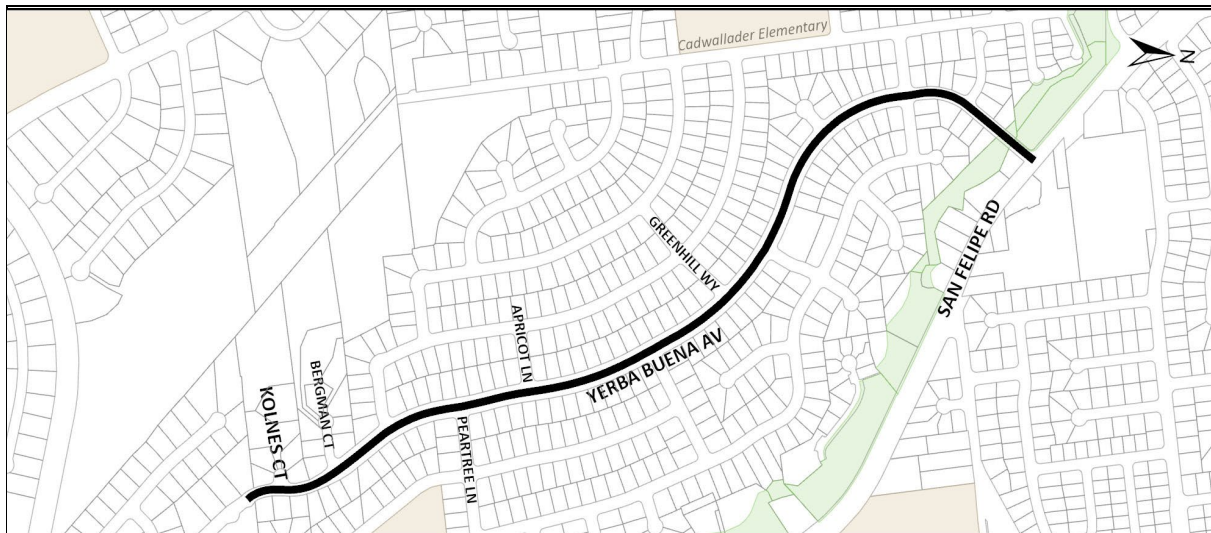 Cadwallader Elementary
N
GREENHILL WY
SAN FELIPE RD
APRICOT LN
YERBA BUENA AV
BERGMAN CT
KOLNES CT
PEARTREE LN